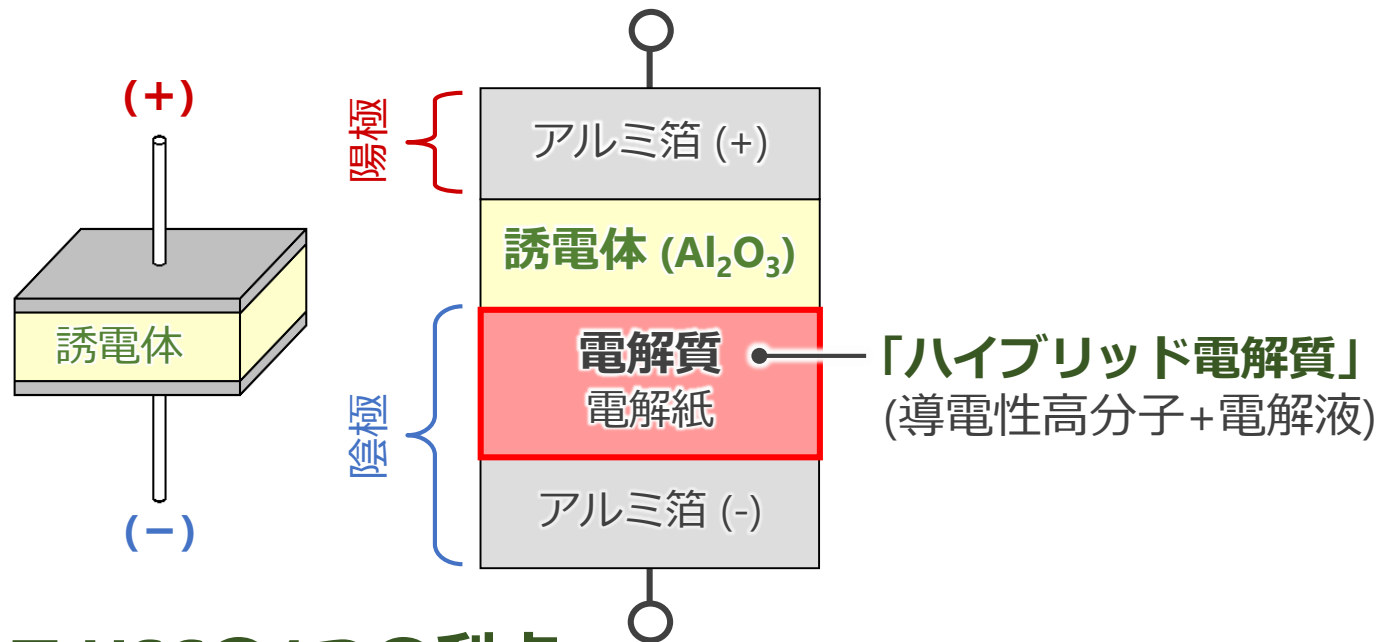 (+)
誘電体
(−)
陽極
アルミ箔 (+)
誘電体 (Al₂O₃)
陰極
電解質
電解紙
アルミ箔 (-)
「ハイブリッド電解質」
(導電性高分子+電解液)